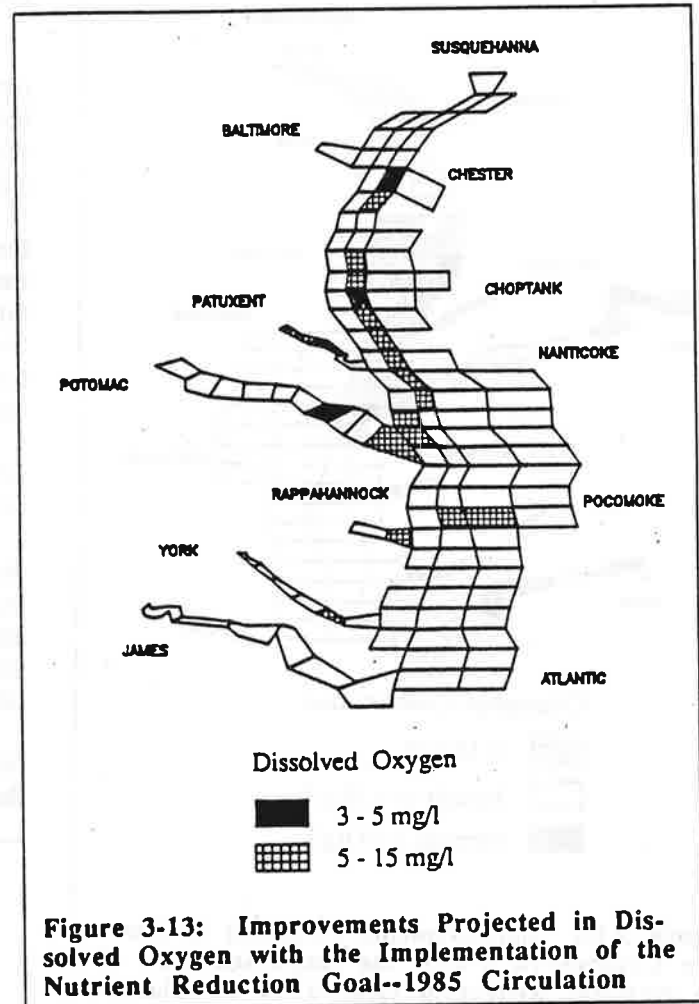 SUSQUEHANNA
BALTIMORE
CHESTER
CHOPTANK
PATUXENT
NANTICOKE
POTOMAC
RAPPAHANNOCK
POCOMOKE
YORK
JAMES
ATLANTIC
Dissolved Oxygen
3 - 5 mg/l
5 - 15 mg/l
Figure 3-13: Improvements Projected in Dis-
solved Oxygen with the Implementation of the
Nutrient Reduction Goal--1985 Circulation